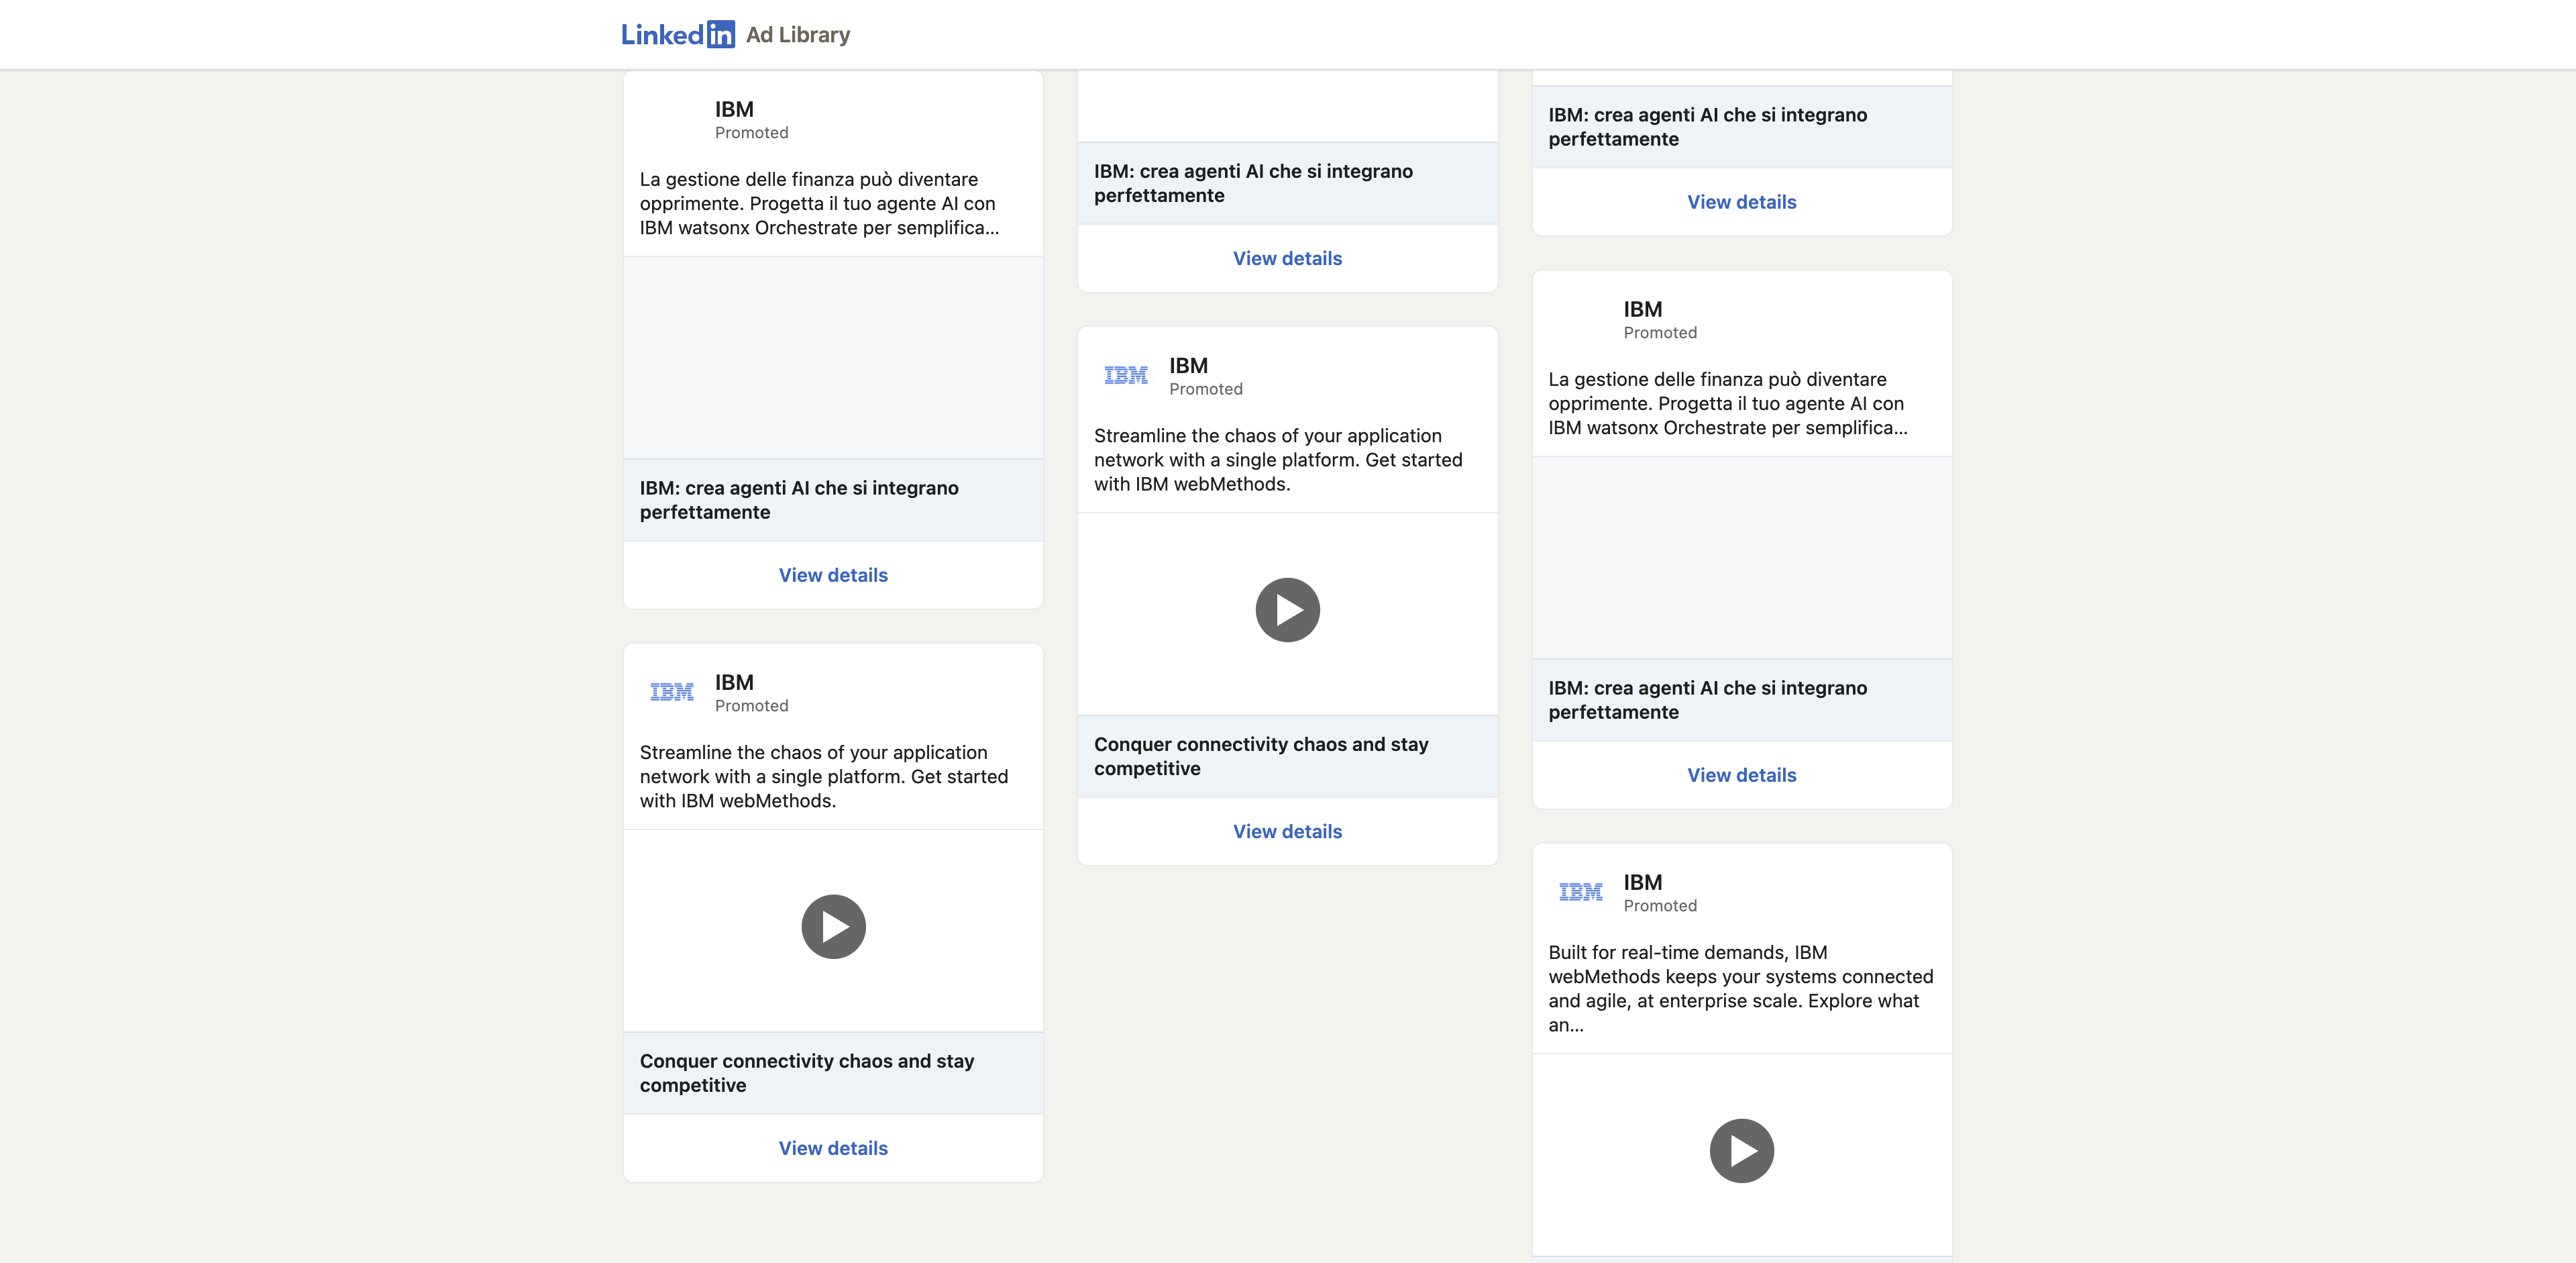 LinkedIn Ad Library
IBM
Promoted
La gestione delle finanza può diventare
opprimente. Progetta il tuo agente AI con
IBM watsonx Orchestrate per semplifica...
IBM: crea agenti AI che si integrano
perfettamente
View details
IBM
IBM
Promoted
Streamline the chaos of your application
network with a single platform. Get started
with IBM webMethods.
Conquer connectivity chaos and stay
competitive
View details
IBM: crea agenti AI che si integrano
perfettamente
View details
IBM
IBM
Promoted
Streamline the chaos of your application
network with a single platform. Get started
with IBM webMethods.
Conquer connectivity chaos and stay
competitive
View details
IBM: crea agenti AI che si integrano
perfettamente
View details
IBM
Promoted
La gestione delle finanza può diventare
opprimente. Progetta il tuo agente AI con
IBM watsonx Orchestrate per semplifica...
IBM: crea agenti AI che si integrano
perfettamente
View details
IBM
IBM
Promoted
Built for real-time demands, IBM
webMethods keeps your systems connected
and agile, at enterprise scale. Explore what
an...